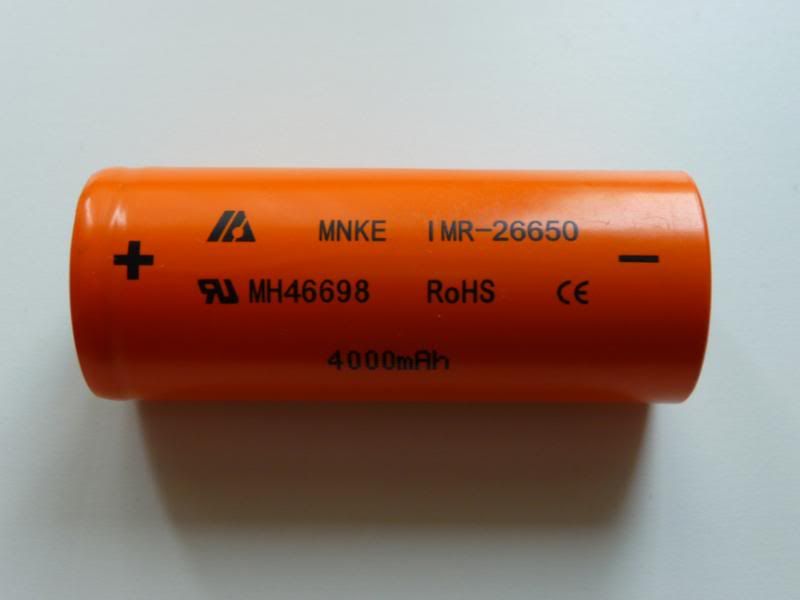 MNKE IMR-26650
+ −
MH46698 RoHS CE
4000mAh